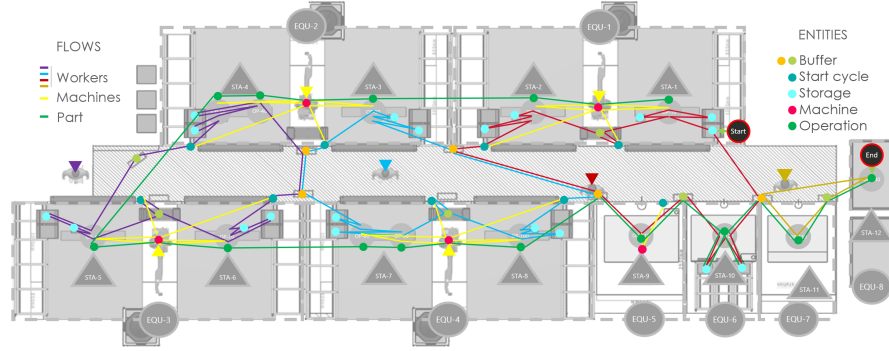 EQU-2
EQU-1
FLOWS
Workers
Machines
Part
ENTITIES
Buffer
Start cycle
Storage
Machine
Operation
STA-4
STA-3
STA-2
STA-1
Start
End
STA-5
STA-6
STA-7
STA-8
STA-9
STA-10
STA-11
STA-12
EQU-3
EQU-4
EQU-5
EQU-6
EQU-7
EQU-8